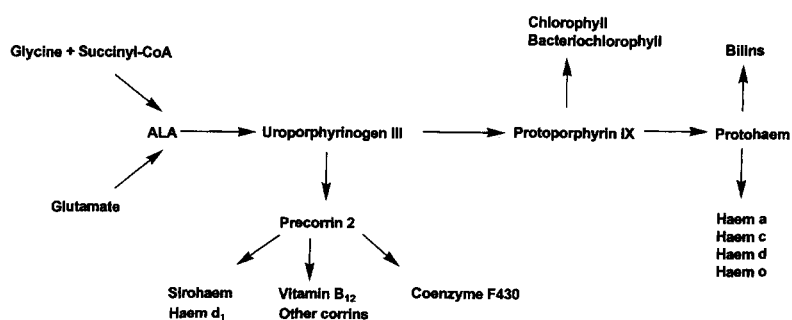 Chlorophyll
Bacteriochlorophyll
Glycine + Succinyl-CoA
Bilins
ALA
Uroporphyrinogen III
Protoporphyrin IX
Protohaem
Glutamate
Precorrin 2
Haem a
Haem c
Haem d
Haem o
Sirohaem
Haem d₁
Vitamin B₁₂
Other corrins
Coenzyme F430